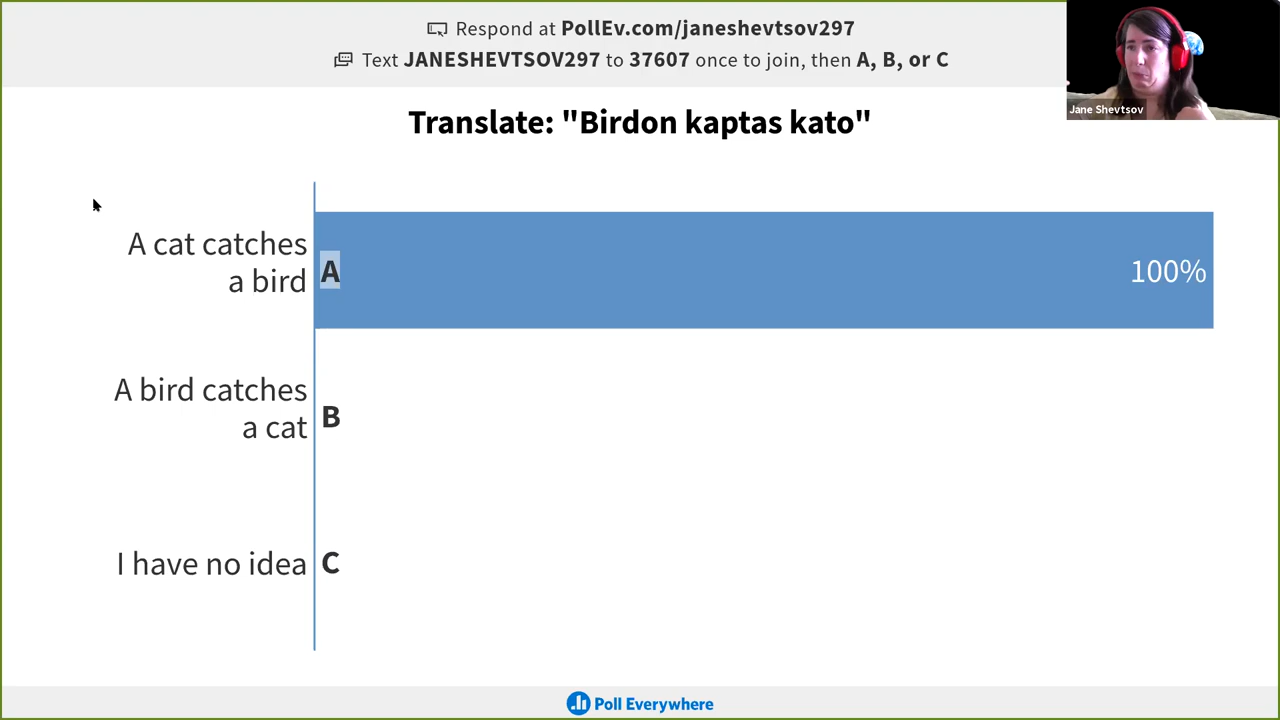 Respond at PollEv.com/janeshevtsov297
Text JANESHEVTSOV297 to 37607 once to join, then A, B, or C
Jane Shevtsov
Translate: "Birdon kaptas kato"
A cat catches
a bird
A
100%
A bird catches
a cat
B
I have no idea
C
Poll Everywhere